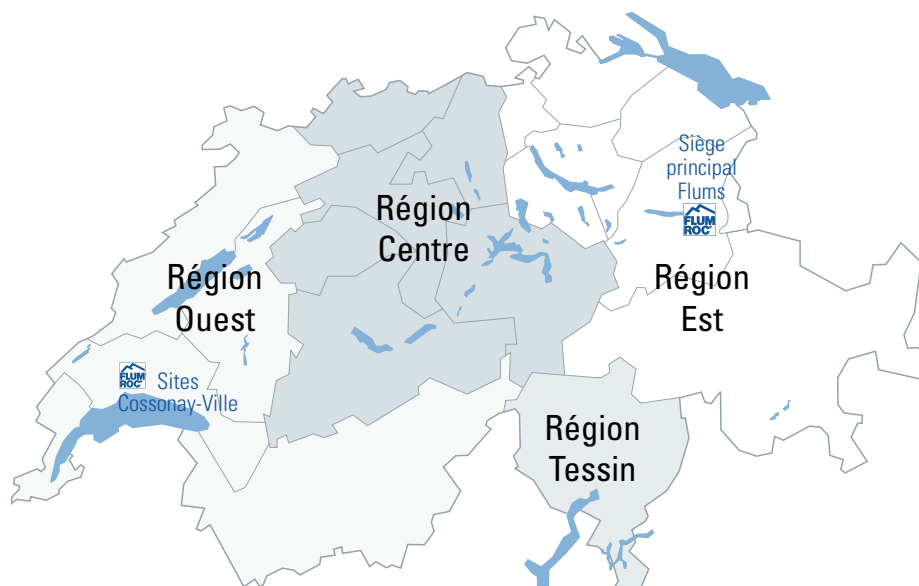 Siège
principal
Flums
FLUM
ROC®
Région
Centre
Région
Ouest
Région
Est
FLUM
ROC®
Sites
Cossonay-Ville
Région
Tessin